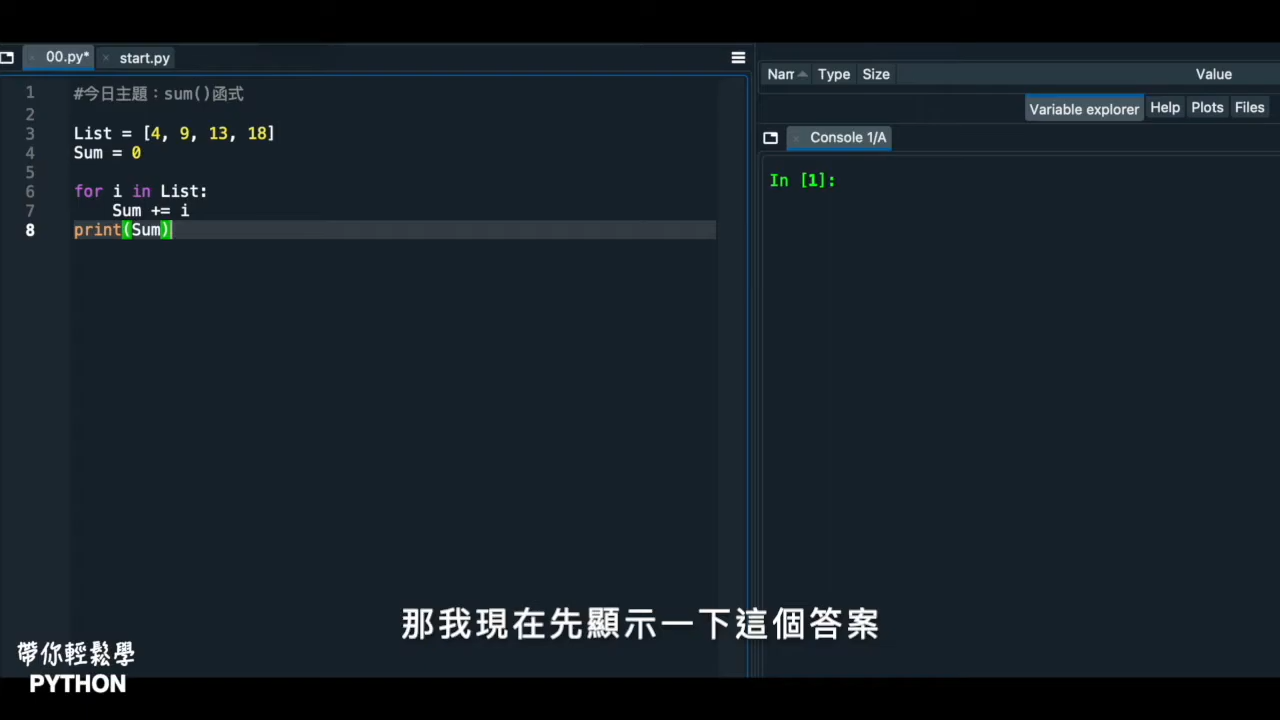 00.py*
start.py
1 #今日主題：sum()函式
2
3 List = [4, 9, 13, 18]
4 Sum = 0
5
6 for i in List:
7     Sum += i
8 print(Sum)
Nam Type Size Value
Variable explorer Help Plots Files
Console 1/A
In [1]:
那我現在先顯示一下這個答案
帶你輕鬆學
PYTHON